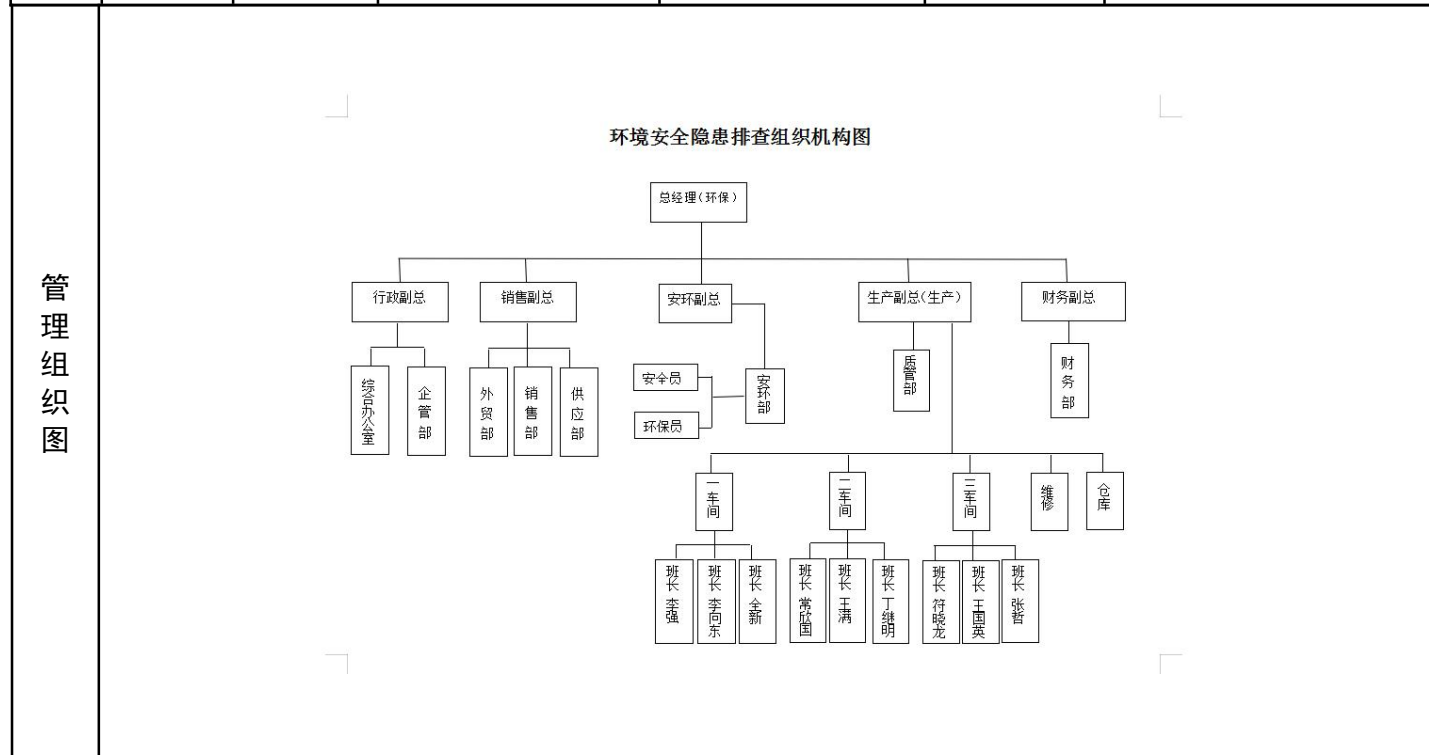 管理组织图
环境安全隐患排查组织机构图
总经理(环保)
行政副总
销售副总
安环副总
生产副总(生产)
财务副总
综合办公室
企管部
外贸部
销售部
供应部
安全员
环保员
安环部
质管部
财务部
一车间
二车间
三车间
维修
仓库
班长 李强
班长 李向东
班长 全新
班长 常欣国
班长 王满
班长 丁继明
班长 符晓龙
班长 王国英
班长 张哲